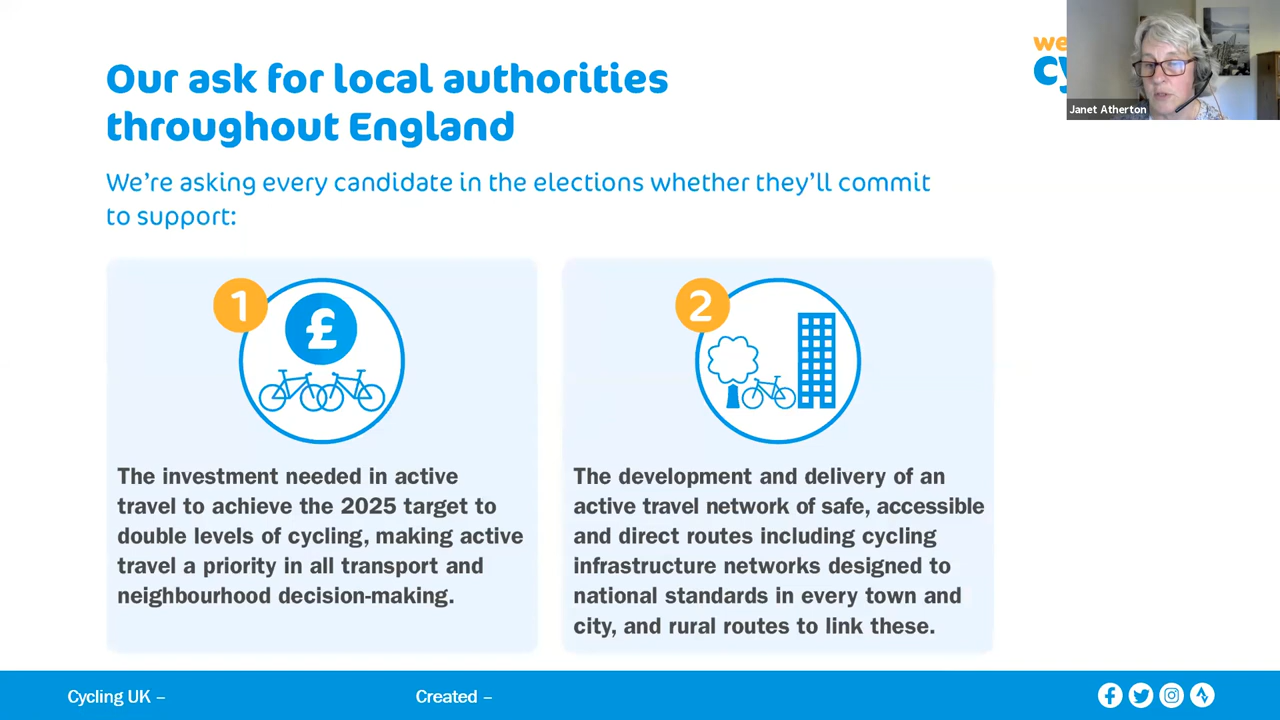 Our ask for local authorities
throughout England
We're asking every candidate in the elections whether they'll commit
to support:
we
cy
Janet Atherton
1
£
The investment needed in active
travel to achieve the 2025 target to
double levels of cycling, making active
travel a priority in all transport and
neighbourhood decision-making.
2
The development and delivery of an
active travel network of safe, accessible
and direct routes including cycling
infrastructure networks designed to
national standards in every town and
city, and rural routes to link these.
Cycling UK –
Created –